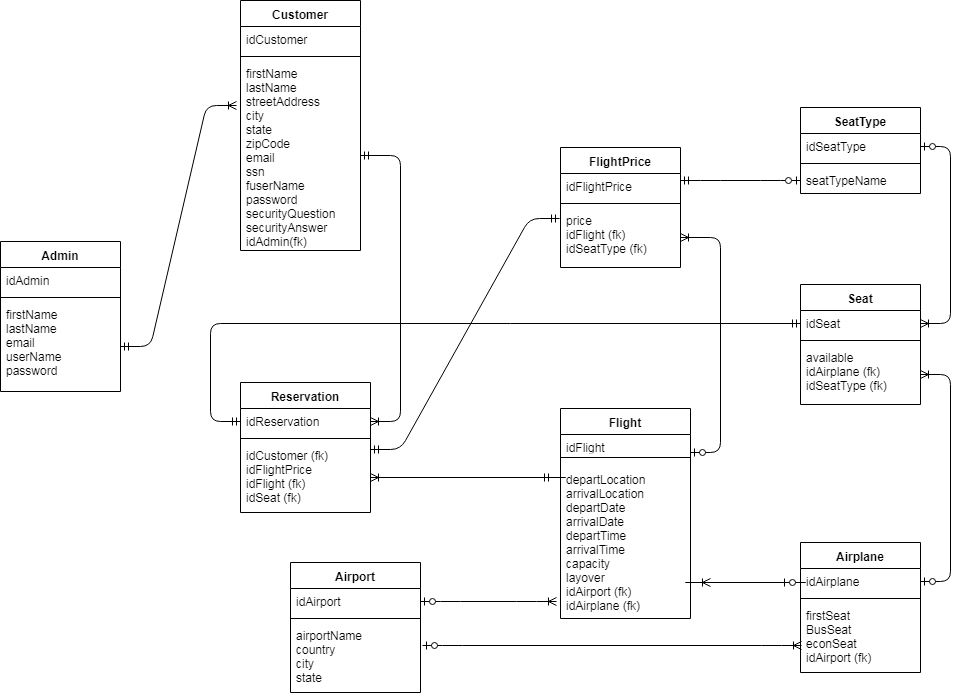 Customer
idCustomer
firstName
lastName
streetAddress
city
state
zipCode
email
ssn
fuserName
password
securityQuestion
securityAnswer
idAdmin(fk)
Admin
idAdmin
firstName
lastName
email
userName
password
FlightPrice
idFlightPrice
price
idFlight (fk)
idSeatType (fk)
SeatType
idSeatType
seatTypeName
Seat
idSeat
available
idAirplane (fk)
idSeatType (fk)
Reservation
idReservation
idCustomer (fk)
idFlightPrice
idFlight (fk)
idSeat (fk)
Flight
idFlight
departLocation
arrivalLocation
departDate
arrivalDate
departTime
arrivalTime
capacity
layover
idAirport (fk)
idAirplane (fk)
Airport
idAirport
airportName
country
city
state
Airplane
idAirplane
firstSeat
BusSeat
econSeat
idAirport (fk)